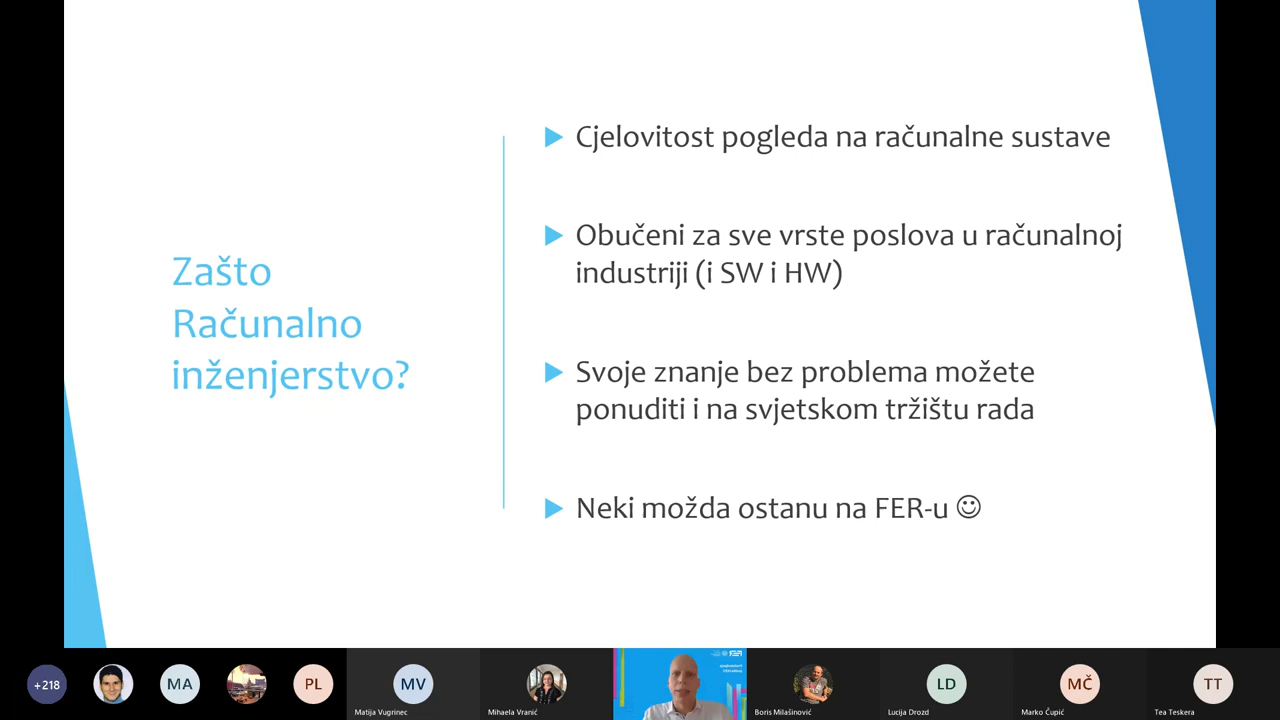 Zašto
Računalno
inženjerstvo?
Cjelovitost pogleda na računalne sustave
Obučeni za sve vrste poslova u računalnoj
industriji (i SW i HW)
Svoje znanje bez problema možete
ponuditi i na svjetskom tržištu rada
Neki možda ostanu na FER-u ☺
+218
MA
PL
MV
Matija Vugrinec
Mihaela Vranić
Boris Milašinović
LD
Lucija Drozd
MČ
Marko Čupić
TT
Tea Teskera